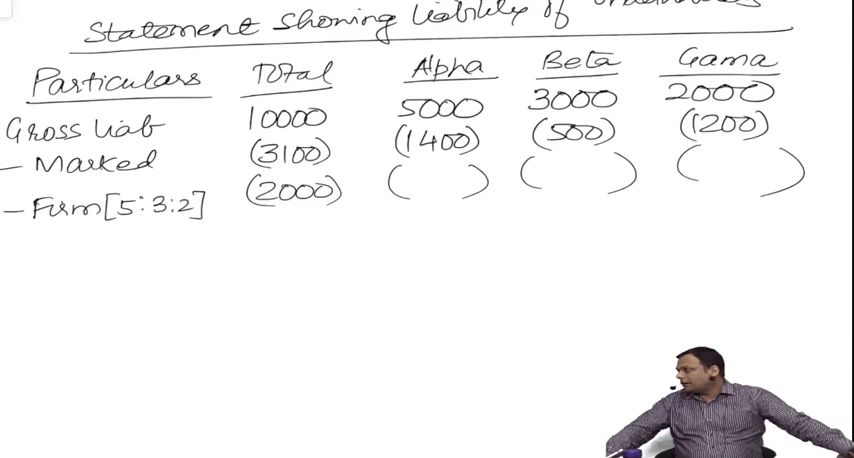 Statement showing liability of
Particulars Total Alpha Beta Gama
Gross liab 10000 5000 3000 2000
- Marked (3100) (1400) (500) (1200)
- Firm [5:3:2] (2000) ( ) ( ) ( )